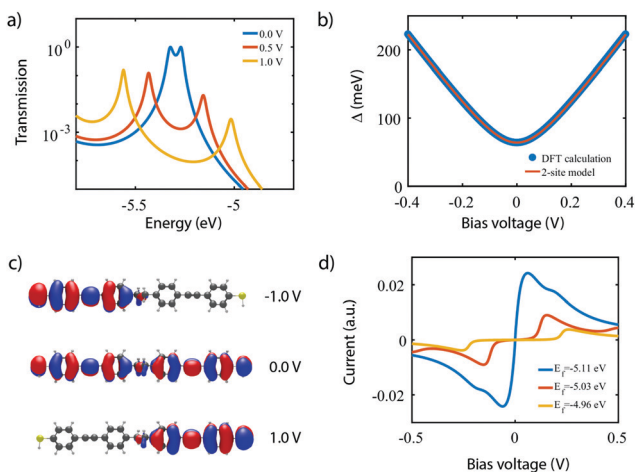 a)
Transmission
10⁰
10⁻³
0.0 V
0.5 V
1.0 V
-5.5
-5
Energy (eV)
b)
Δ (meV)
200
100
0
DFT calculation
2-site model
-0.4
-0.2
0
0.2
0.4
Bias voltage (V)
c)
-1.0 V
0.0 V
1.0 V
d)
Current (a.u.)
0.02
0
-0.02
E_f=-5.11 eV
E_f=-5.03 eV
E_f=-4.96 eV
-0.5
0
0.5
Bias (V)